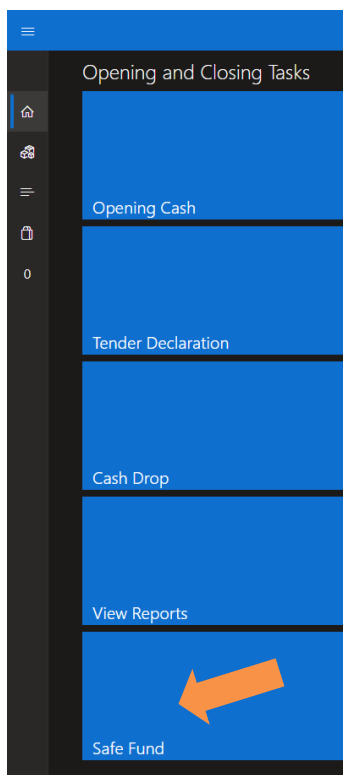 Opening and Closing Tasks
Opening Cash
Tender Declaration
0
Cash Drop
View Reports
Safe Fund